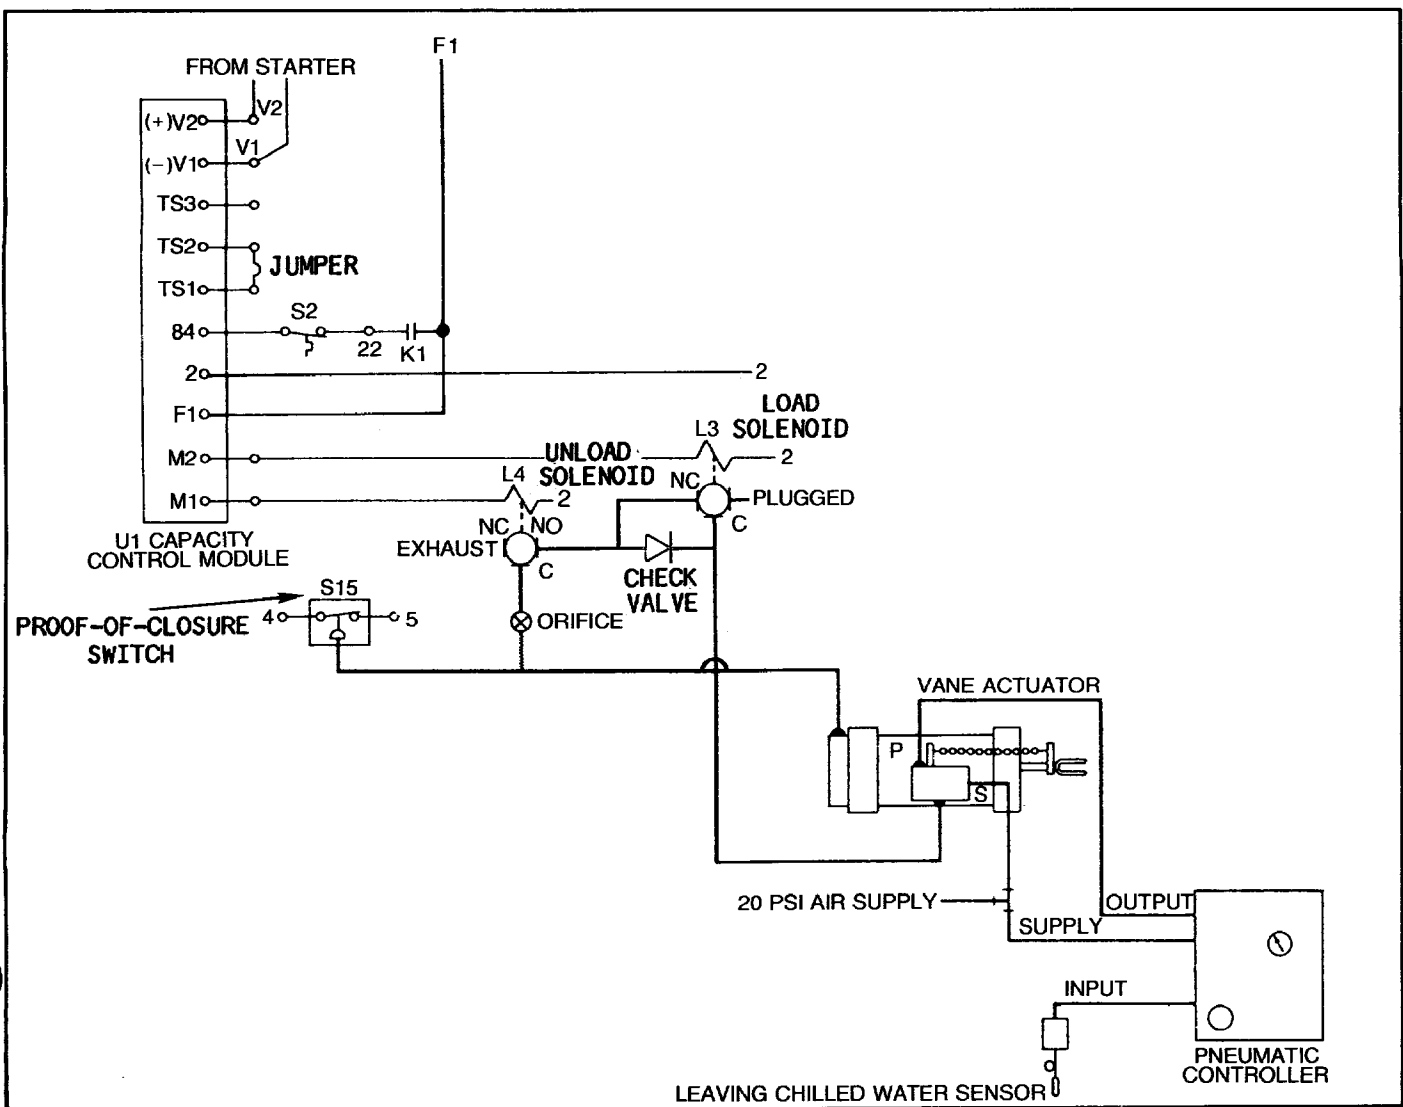 F1
FROM STARTER
(+)V2
V2
(−)V1
V1
TS3
TS2
JUMPER
TS1
S2
84
22
K1
2
2
F1
LOAD
SOLENOID
L3
M2
2
UNLOAD
SOLENOID
L4
NC
PLUGGED
M1
2
C
NC
NO
EXHAUST
C
U1 CAPACITY
CONTROL MODULE
CHECK
VALVE
S15
4
5
ORIFICE
PROOF-OF-CLOSURE
SWITCH
VANE ACTUATOR
P
S
20 PSI AIR SUPPLY
OUTPUT
SUPPLY
INPUT
PNEUMATIC
CONTROLLER
LEAVING CHILLED WATER SENSOR